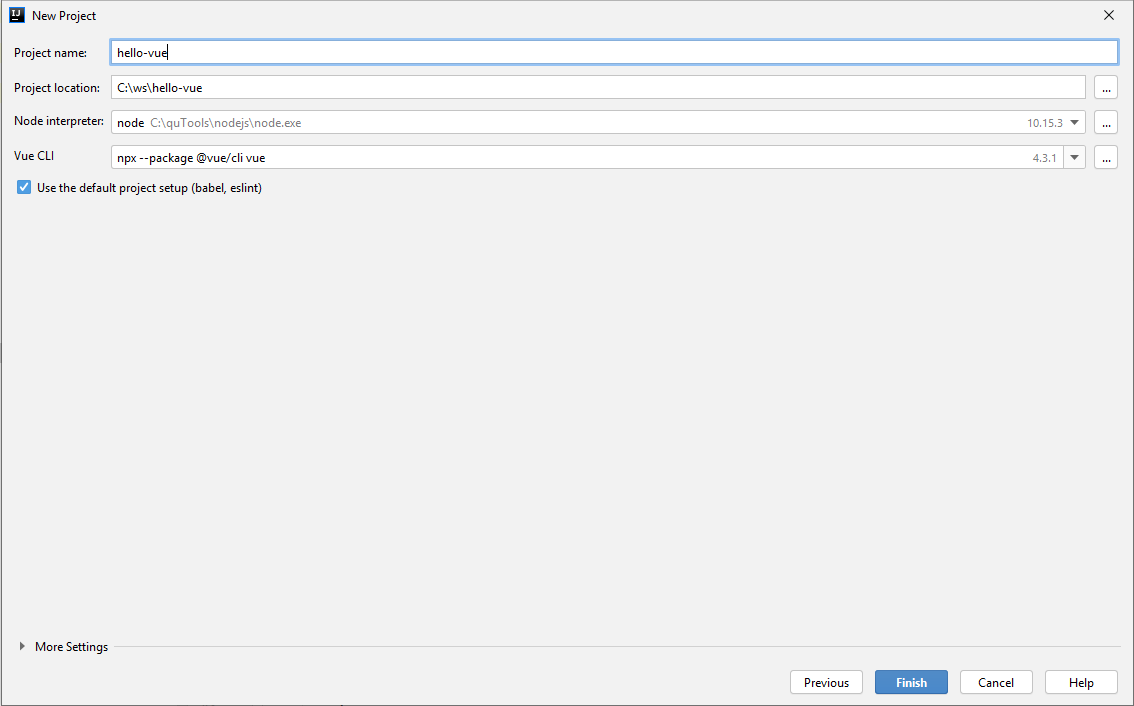 IJ New Project
Project name: hello-vue
Project location: C:\ws\hello-vue ...
Node interpreter: node C:\quTools\nodejs\node.exe 10.15.3 ...
Vue CLI npx --package @vue/cli vue 4.3.1 ...
Use the default project setup (babel, eslint)
More Settings
Previous Finish Cancel Help